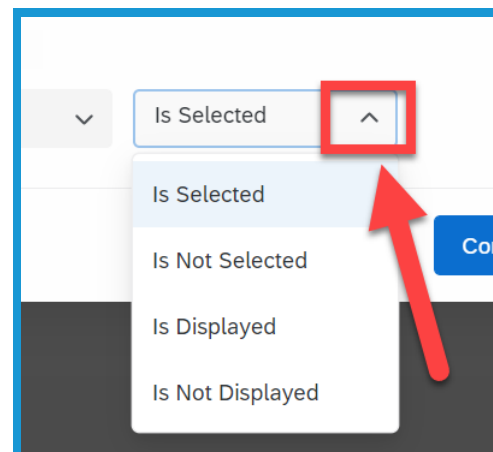 Is Selected
Is Selected
Is Not Selected
Is Displayed
Is Not Displayed